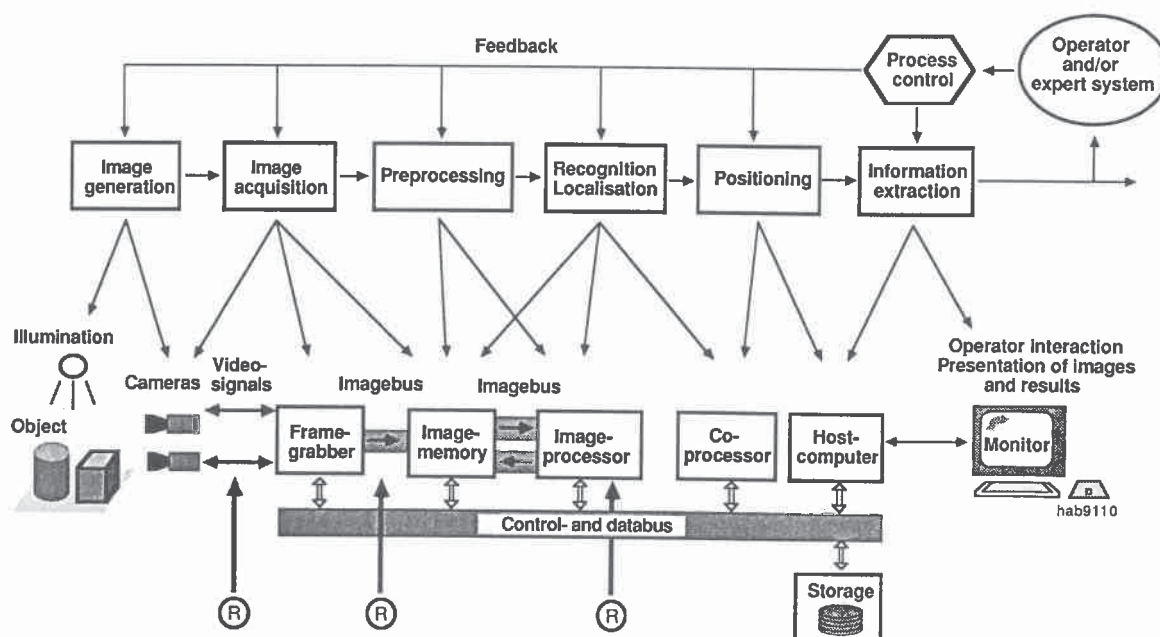 Feedback
Process
control
Operator
and/or
expert system
Image
generation
Image
acquisition
Preprocessing
Recognition
Localisation
Positioning
Information
extraction
Illumination
Cameras
Video-
signals
Imagebus
Imagebus
Operator interaction
Presentation of images
and results
Object
Frame-
grabber
Image-
memory
Image-
processor
Co-
processor
Host-
computer
Monitor
hab9110
Control- and databus
Storage
R
R
R